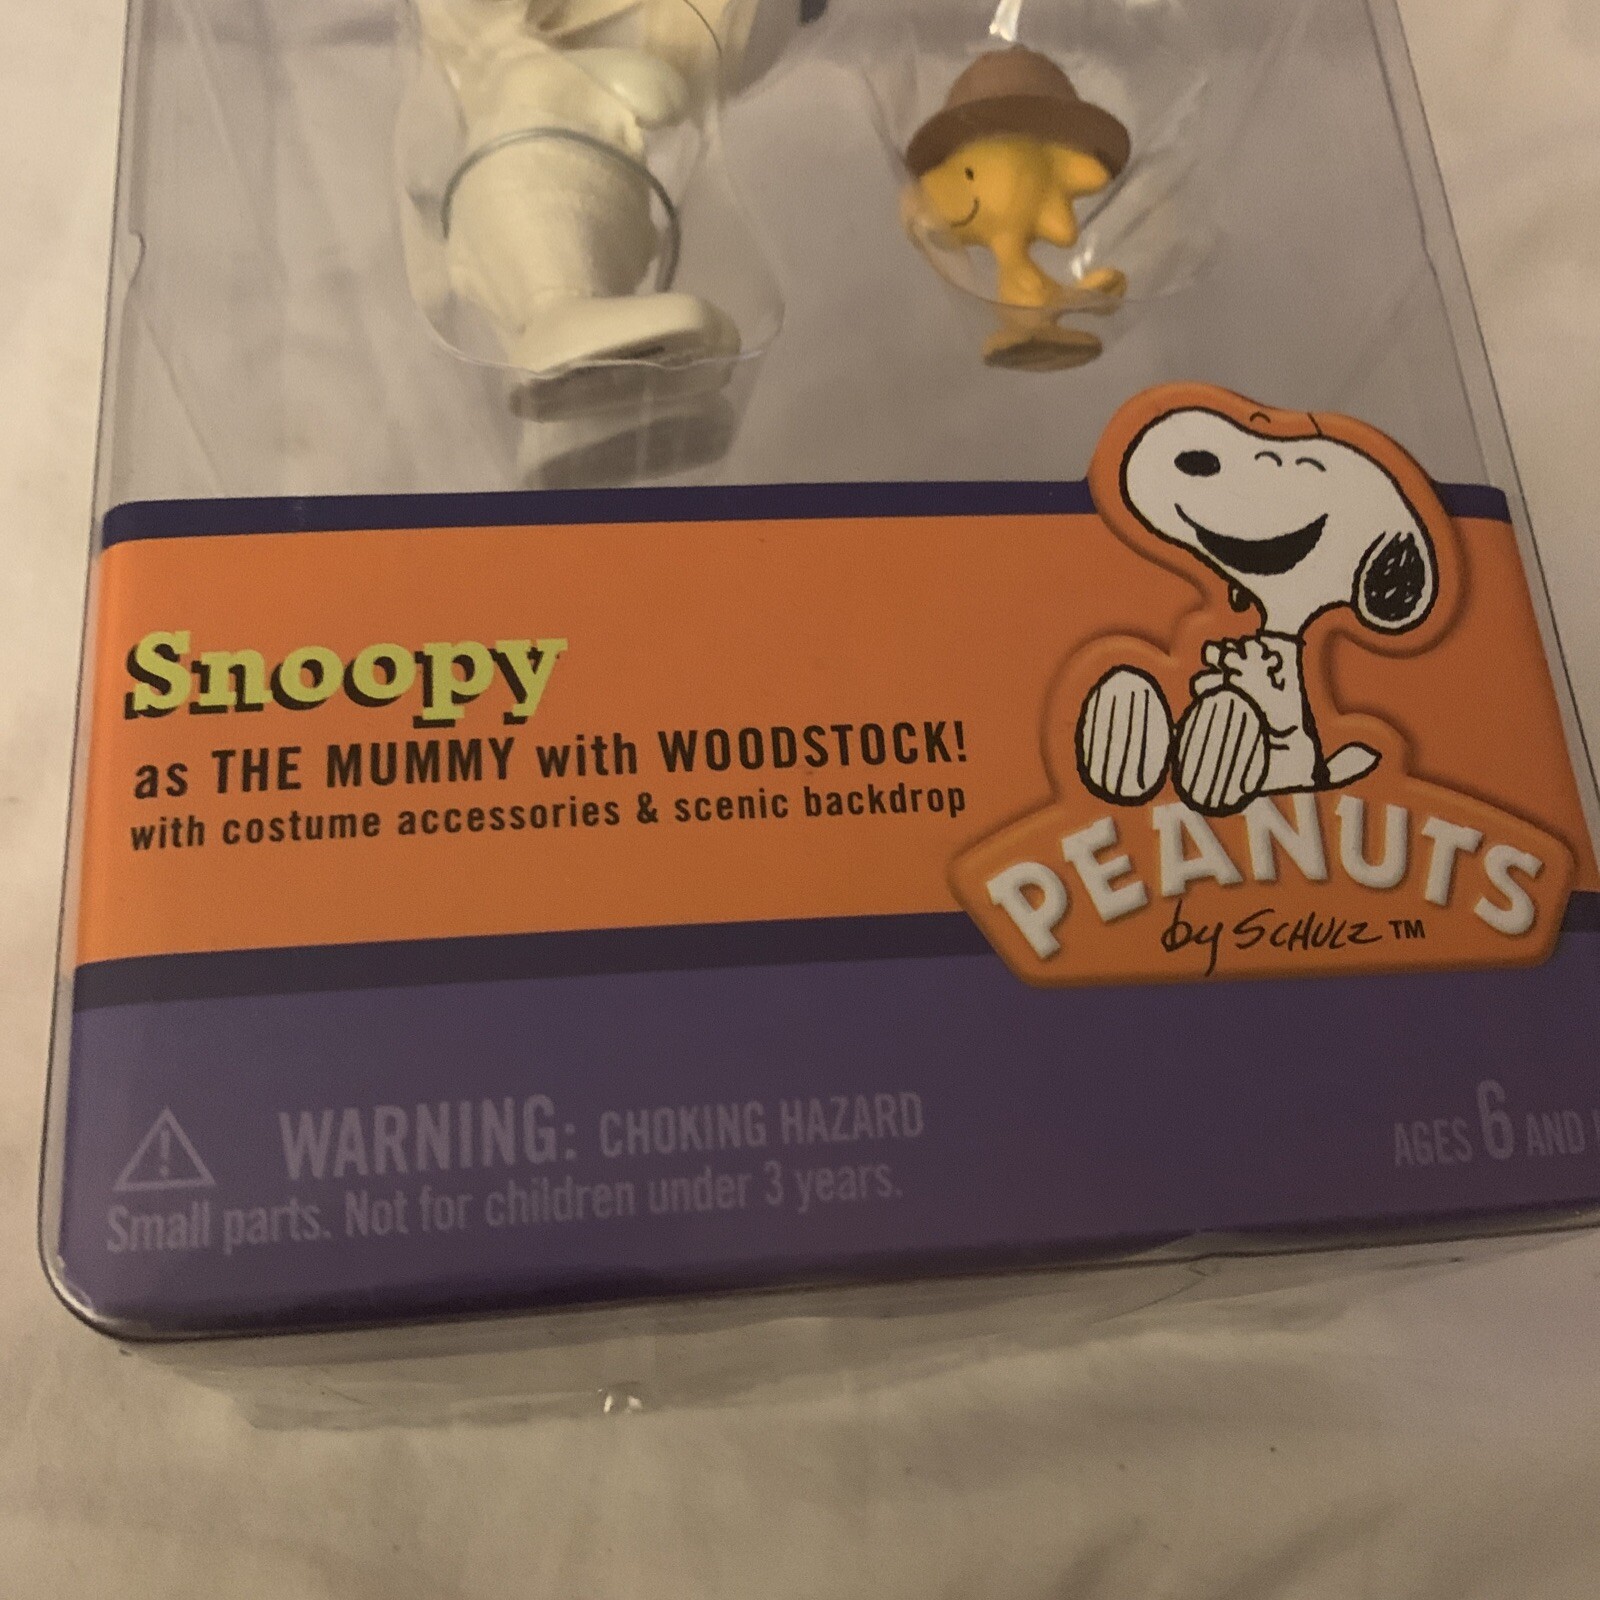 Snoopy
as THE MUMMY with WOODSTOCK!
with costume accessories & scenic backdrop
PEANUTS
by SCHULZ TM
WARNING: CHOKING HAZARD
Small parts. Not for children under 3 years.
AGES 6 AND